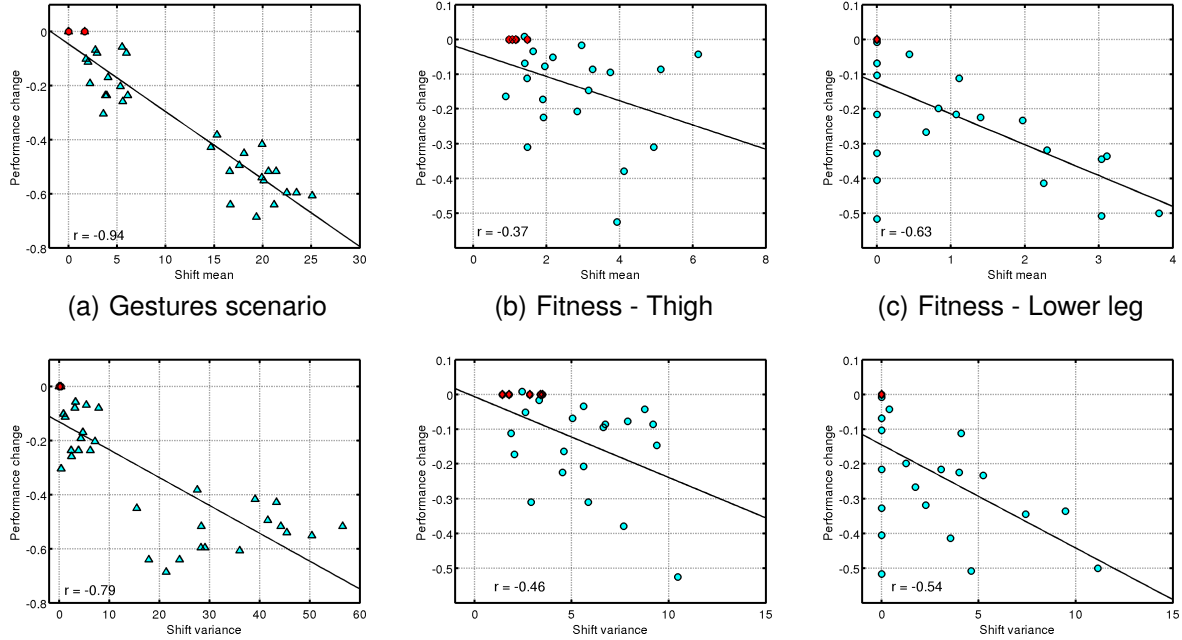 0
-0.2
-0.4
-0.6
-0.8
Performance change
r = -0.94
0 5 10 15 20 25 30
Shift mean
(a) Gestures scenario
0.1
0
-0.1
-0.2
-0.3
-0.4
-0.5
Performance change
r = -0.37
0 2 4 6 8
Shift mean
(b) Fitness - Thigh
0.1
0
-0.1
-0.2
-0.3
-0.4
-0.5
Performance change
r = -0.63
0 1 2 3 4
Shift mean
(c) Fitness - Lower leg
0
-0.2
-0.4
-0.6
-0.8
Performance change
r = -0.79
0 10 20 30 40 50 60
Shift variance
0.1
0
-0.1
-0.2
-0.3
-0.4
-0.5
Performance change
r = -0.46
0 5 10 15
Shift variance
0.1
0
-0.1
-0.2
-0.3
-0.4
-0.5
Performance change
r = -0.54
0 5 10 15
Shift variance